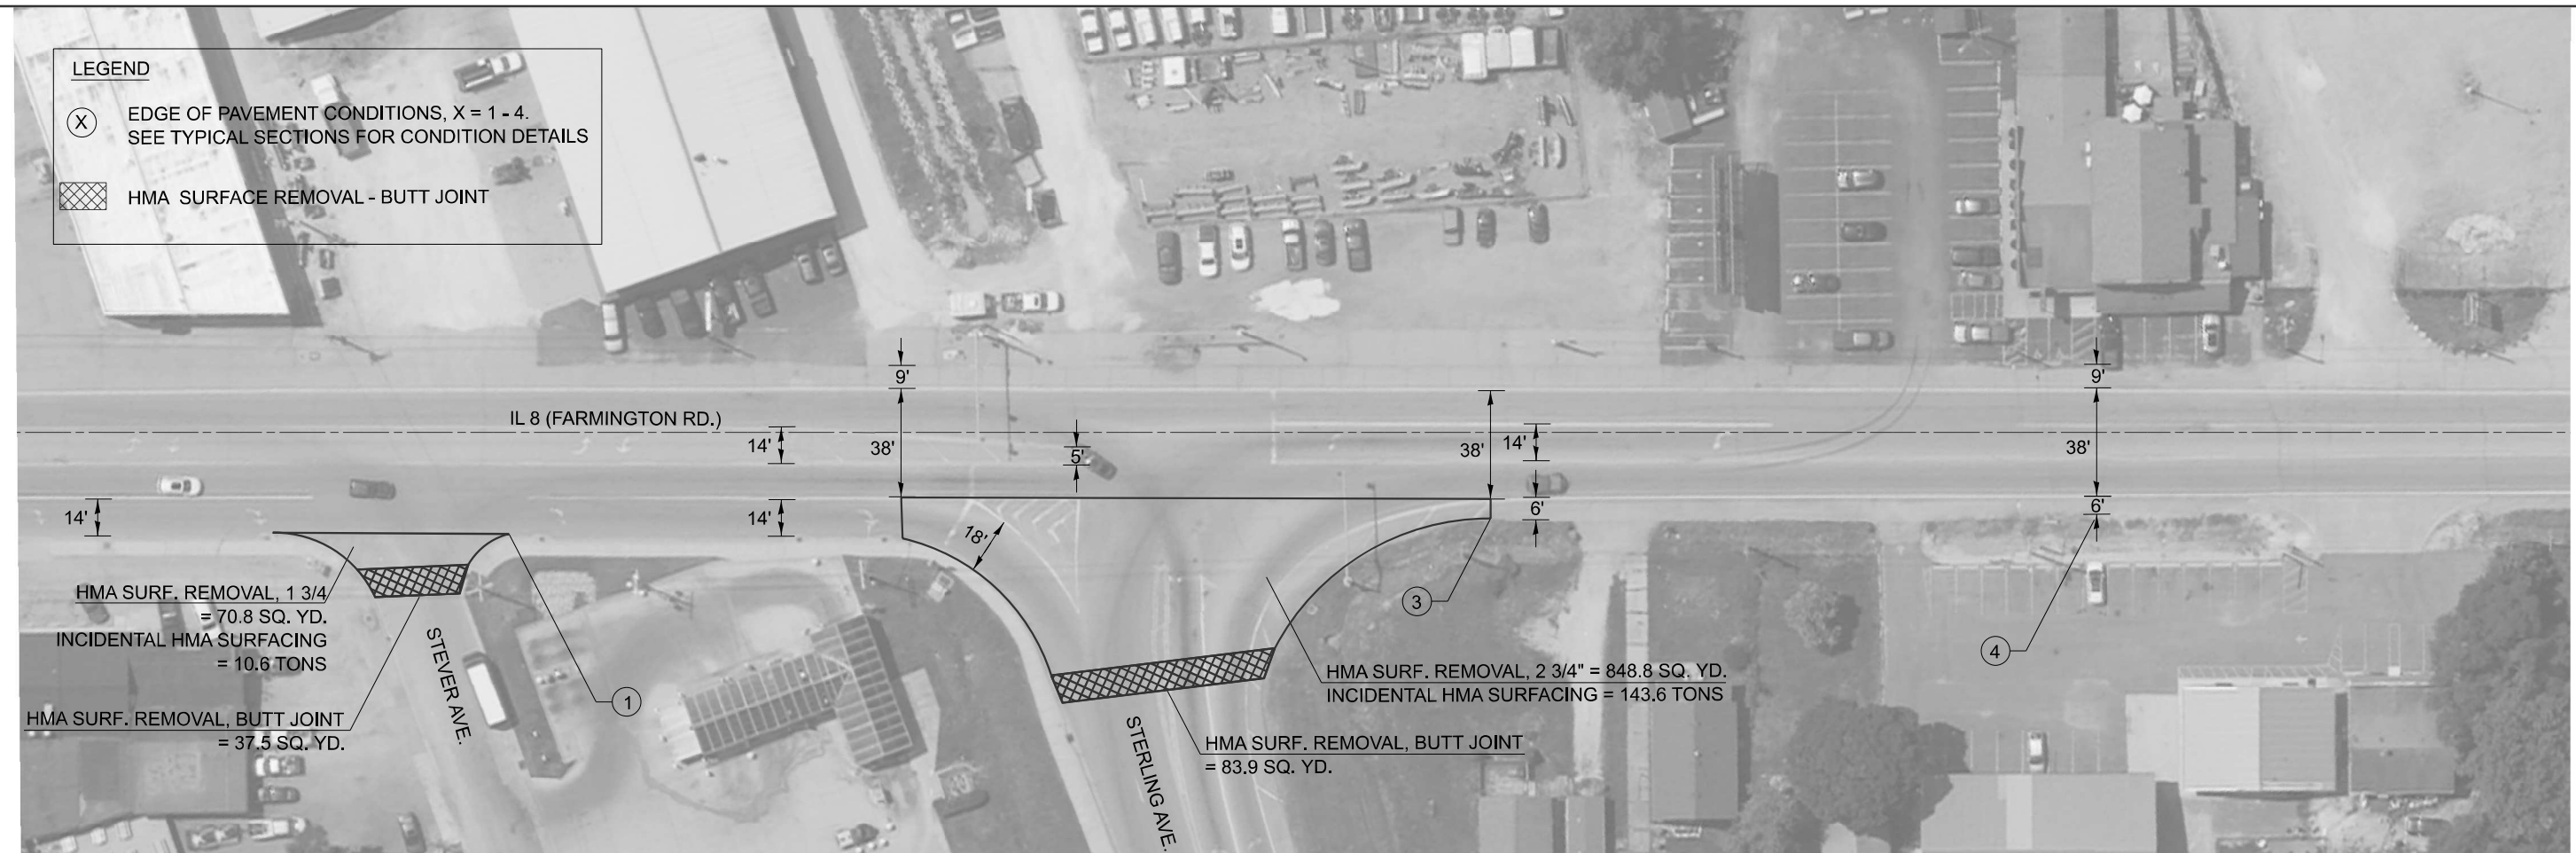 LEGEND
X
EDGE OF PAVEMENT CONDITIONS, X = 1 - 4.
SEE TYPICAL SECTIONS FOR CONDITION DETAILS
HMA SURFACE REMOVAL - BUTT JOINT
9'
9'
IL 8 (FARMINGTON RD.)
14'
38'
5'
38'
14'
38'
14'
14'
18'
6'
6'
HMA SURF. REMOVAL, 1 3/4
= 70.8 SQ. YD.
INCIDENTAL HMA SURFACING
= 10.6 TONS
HMA SURF. REMOVAL, BUTT JOINT
= 37.5 SQ. YD.
STEVER AVE.
1
3
4
HMA SURF. REMOVAL, 2 3/4" = 848.8 SQ. YD.
INCIDENTAL HMA SURFACING = 143.6 TONS
HMA SURF. REMOVAL, BUTT JOINT
= 83.9 SQ. YD.
STERLING AVE.